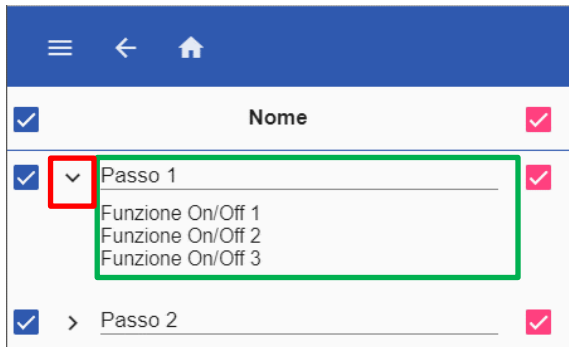 Nome
Passo 1
Funzione On/Off 1
Funzione On/Off 2
Funzione On/Off 3
Passo 2